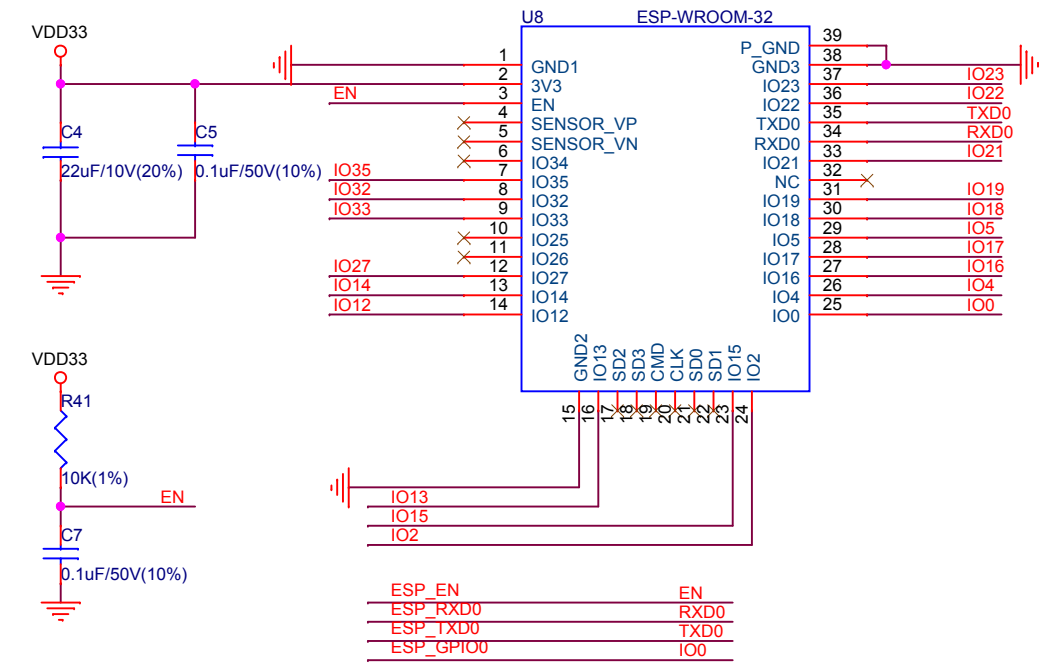 U8 ESP-WROOM-32
VDD33
C4
22uF/10V(20%)
C5
0.1uF/50V(10%)
1 GND1
2 3V3
EN 3 EN
4 SENSOR_VP
5 SENSOR_VN
6 IO34
IO35 7 IO35
IO32 8 IO32
IO33 9 IO33
10 IO25
11 IO26
IO27 12 IO27
IO14 13 IO14
IO12 14 IO12
P_GND 39
GND3 38
IO23 37 IO23
IO22 36 IO22
TXD0 35 TXD0
RXD0 34 RXD0
IO21 33 IO21
NC 32
IO19 31 IO19
IO18 30 IO18
IO5 29 IO5
IO17 28 IO17
IO16 27 IO16
IO4 26 IO4
IO0 25 IO0
GND2 IO13 SD2 SD3 CMD CLK SD0 SD1 IO15 IO2
15 16 17 18 19 20 21 22 23 24
VDD33
R41
10K(1%)
EN
C7
0.1uF/50V(10%)
IO13
IO15
IO2
ESP_EN EN
ESP_RXD0 RXD0
ESP_TXD0 TXD0
ESP_GPIO0 IO0